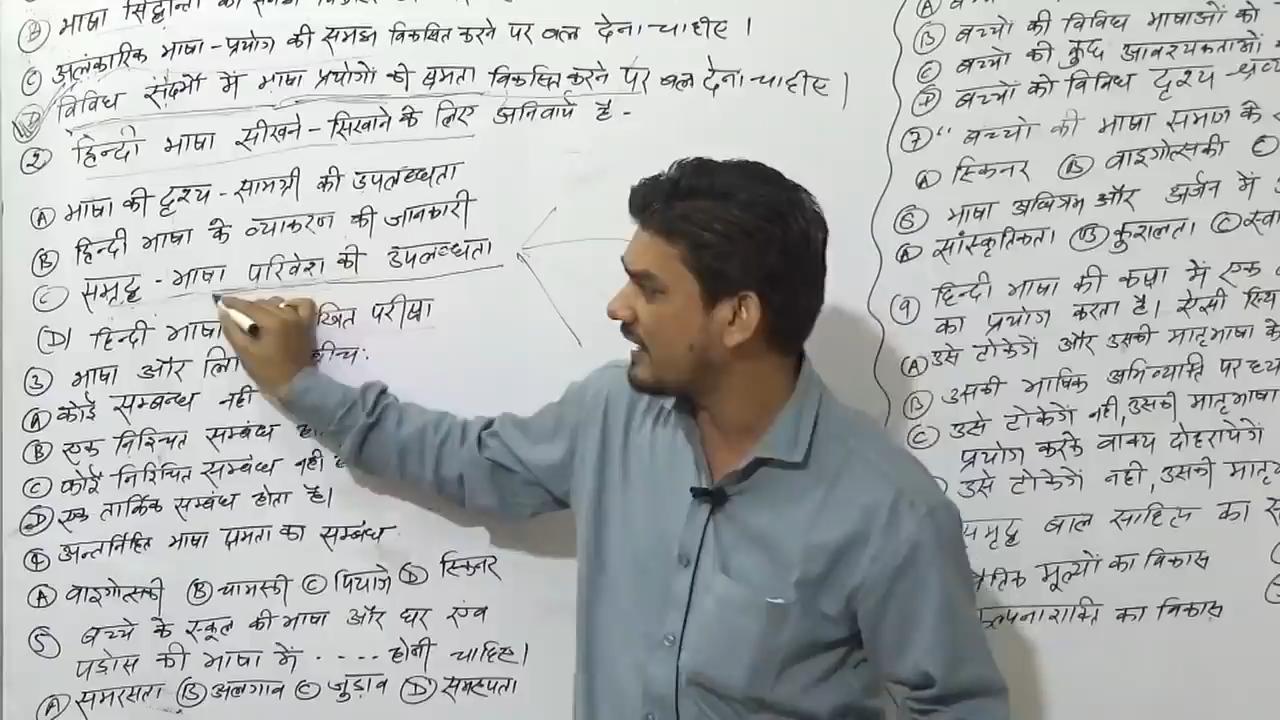 (B) भाषा सिद्धान्तों की
(C) अलंकारिक भाषा-प्रयोग की समझ विकसित करने पर बल देना चाहीए ।
(D) विविध संदर्भो में भाषा प्रयोगों की क्षमता विकसित करने पर बल देना चाहीए ।
(2) हिन्दी भाषा सीखने-सिखाने के लिए अनिवार्य है -
(A) भाषा की दृश्य-सामग्री की उपलब्धता
(B) हिन्दी भाषा के व्याकरण की जानकारी
(C) समृद्ध-भाषा परिवेश की उपलब्धता
(D) हिन्दी भाषा खित परीक्षा
(3) भाषा और लि बीच:
(A) कोई सम्बन्ध नही
(B) एक निश्चित सम्बंध ह
(C) कोई निश्चित सम्बंध नही
(D) एक तार्किक सम्बंध होता है।
(4) अन्तर्निहित भाषा क्षमता का सम्बंध
(A) वाइगोत्सकी (B) चामस्की (C) पियाजे (D) स्किनर
(5) बच्चे के स्कूल की भाषा और घर एंव
पड़ोस की भाषा में ..... होनी चाहिए।
(A) समरसता (B) अलगाव (C) जुड़ाव (D) समरूपता
(A)
(B) बच्चों की विविध भाषाओं को
(C) बच्चों की कुछ आवश्यकताओं
(D) बच्चों को विविध दृश्य-श्रव्य
(7) "बच्चों की भाषा समाज के
(A) स्किनर (B) वाइगोत्सकी (C)
(8) भाषा अधिग्रम और अर्जन में
(A) सांस्कृतिकता (B) कुशलता (C) स्वा
(9) हिन्दी भाषा की कक्षा में एक
का प्रयोग करता है। ऐसी स्थि
(A) उसे टोकेगें और उसकी मातृभाषा के
(B) उसकी भाषिक अभिव्यक्ति पर ध्य
(C) उसे टोकेगें नही, उसकी मातृभाषा
प्रयोग करके वाक्य दोहरायेगें
उसे टोकेगें नही, उसकी मातृ
समृद्ध बाल साहित्य का
नैतिक मूल्यों का विकास
कल्पनाशक्ति का विकास